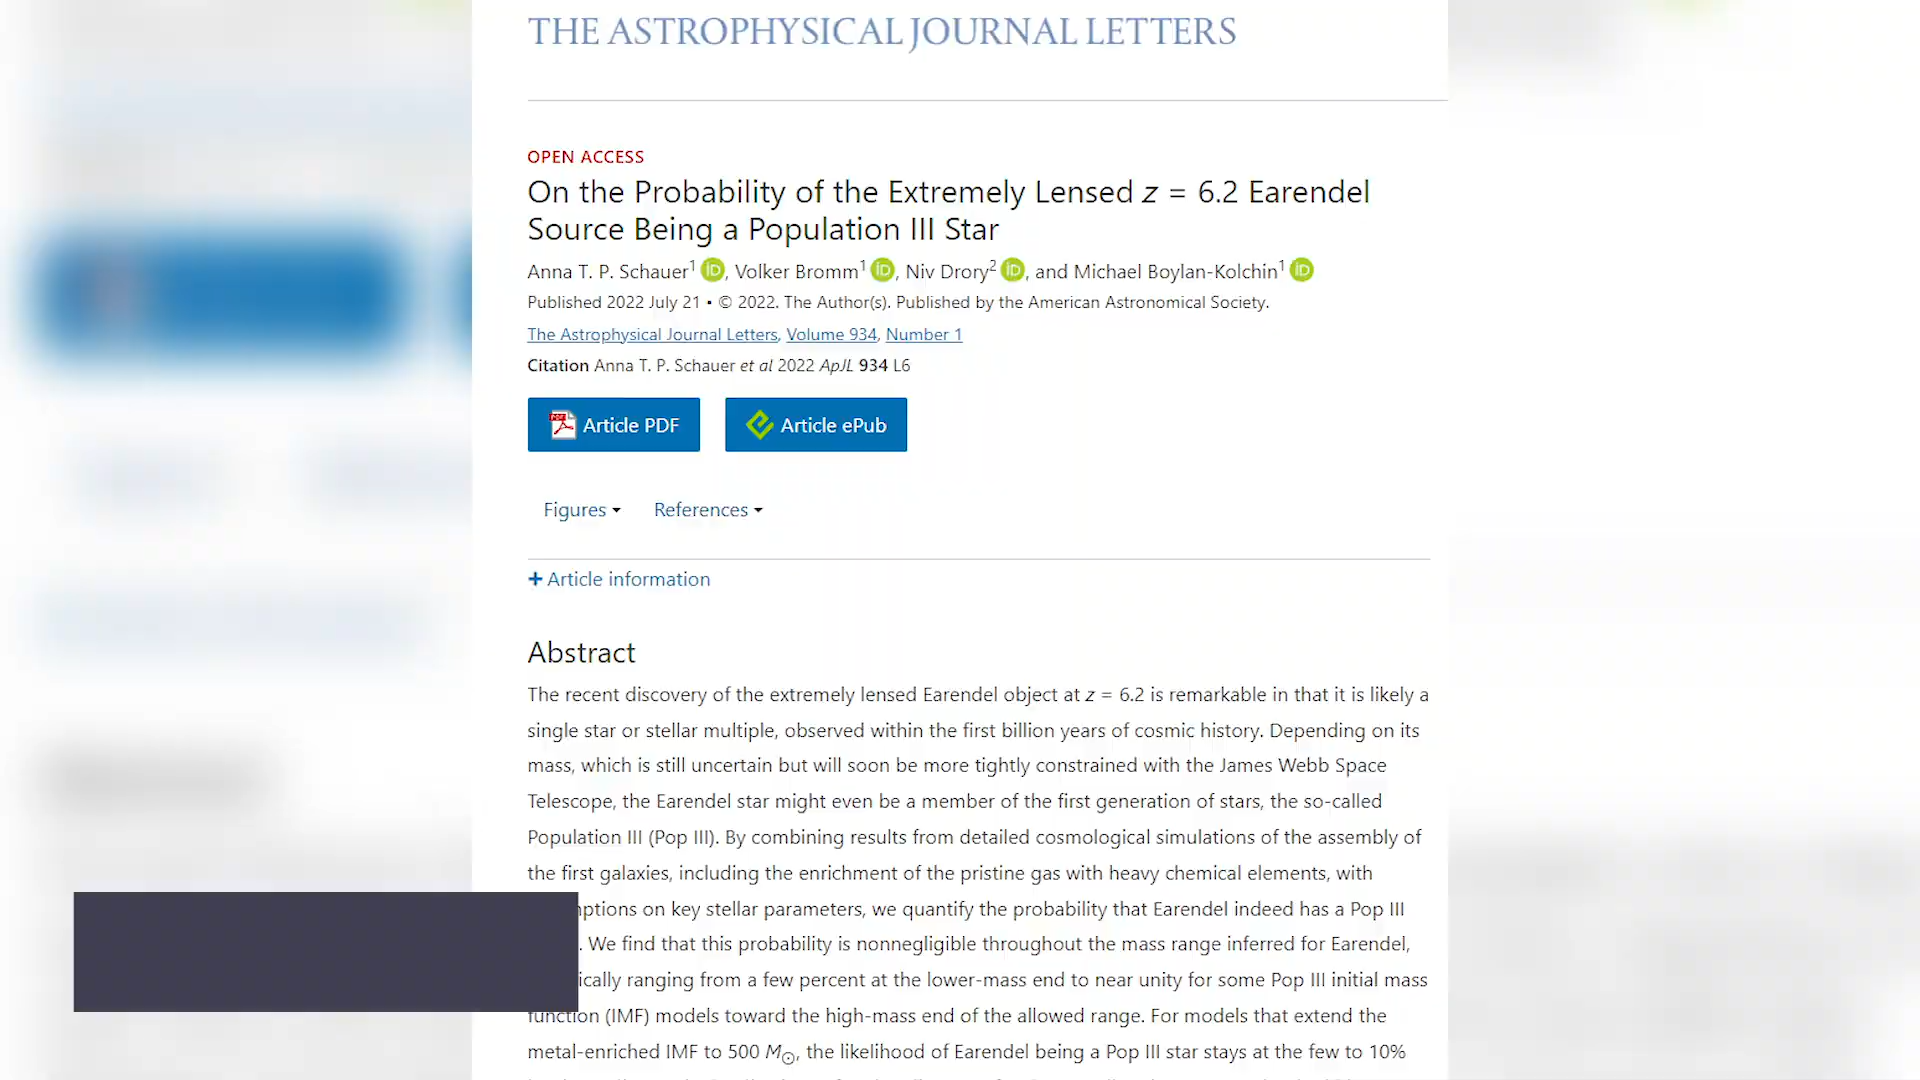 THE ASTROPHYSICAL JOURNAL LETTERS
OPEN ACCESS
On the Probability of the Extremely Lensed z = 6.2 Earendel
Source Being a Population III Star
Anna T. P. Schauer1 iD, Volker Bromm1 iD, Niv Drory2 iD, and Michael Boylan-Kolchin1 iD
Published 2022 July 21 • © 2022. The Author(s). Published by the American Astronomical Society.
The Astrophysical Journal Letters, Volume 934, Number 1
Citation Anna T. P. Schauer et al 2022 ApJL 934 L6
PDF Article PDF Article ePub
Figures References
+ Article information
Abstract
The recent discovery of the extremely lensed Earendel object at z = 6.2 is remarkable in that it is likely a
single star or stellar multiple, observed within the first billion years of cosmic history. Depending on its
mass, which is still uncertain but will soon be more tightly constrained with the James Webb Space
Telescope, the Earendel star might even be a member of the first generation of stars, the so-called
Population III (Pop III). By combining results from detailed cosmological simulations of the assembly of
the first galaxies, including the enrichment of the pristine gas with heavy chemical elements, with
on key stellar parameters, we quantify the probability that Earendel indeed has a Pop III
. We find that this probability is nonnegligible throughout the mass range inferred for Earendel,
ranging from a few percent at the lower-mass end to near unity for some Pop III initial mass
function (IMF) models toward the high-mass end of the allowed range. For models that extend the
metal-enriched IMF to 500 M⊙, the likelihood of Earendel being a Pop III star stays at the few to 10%